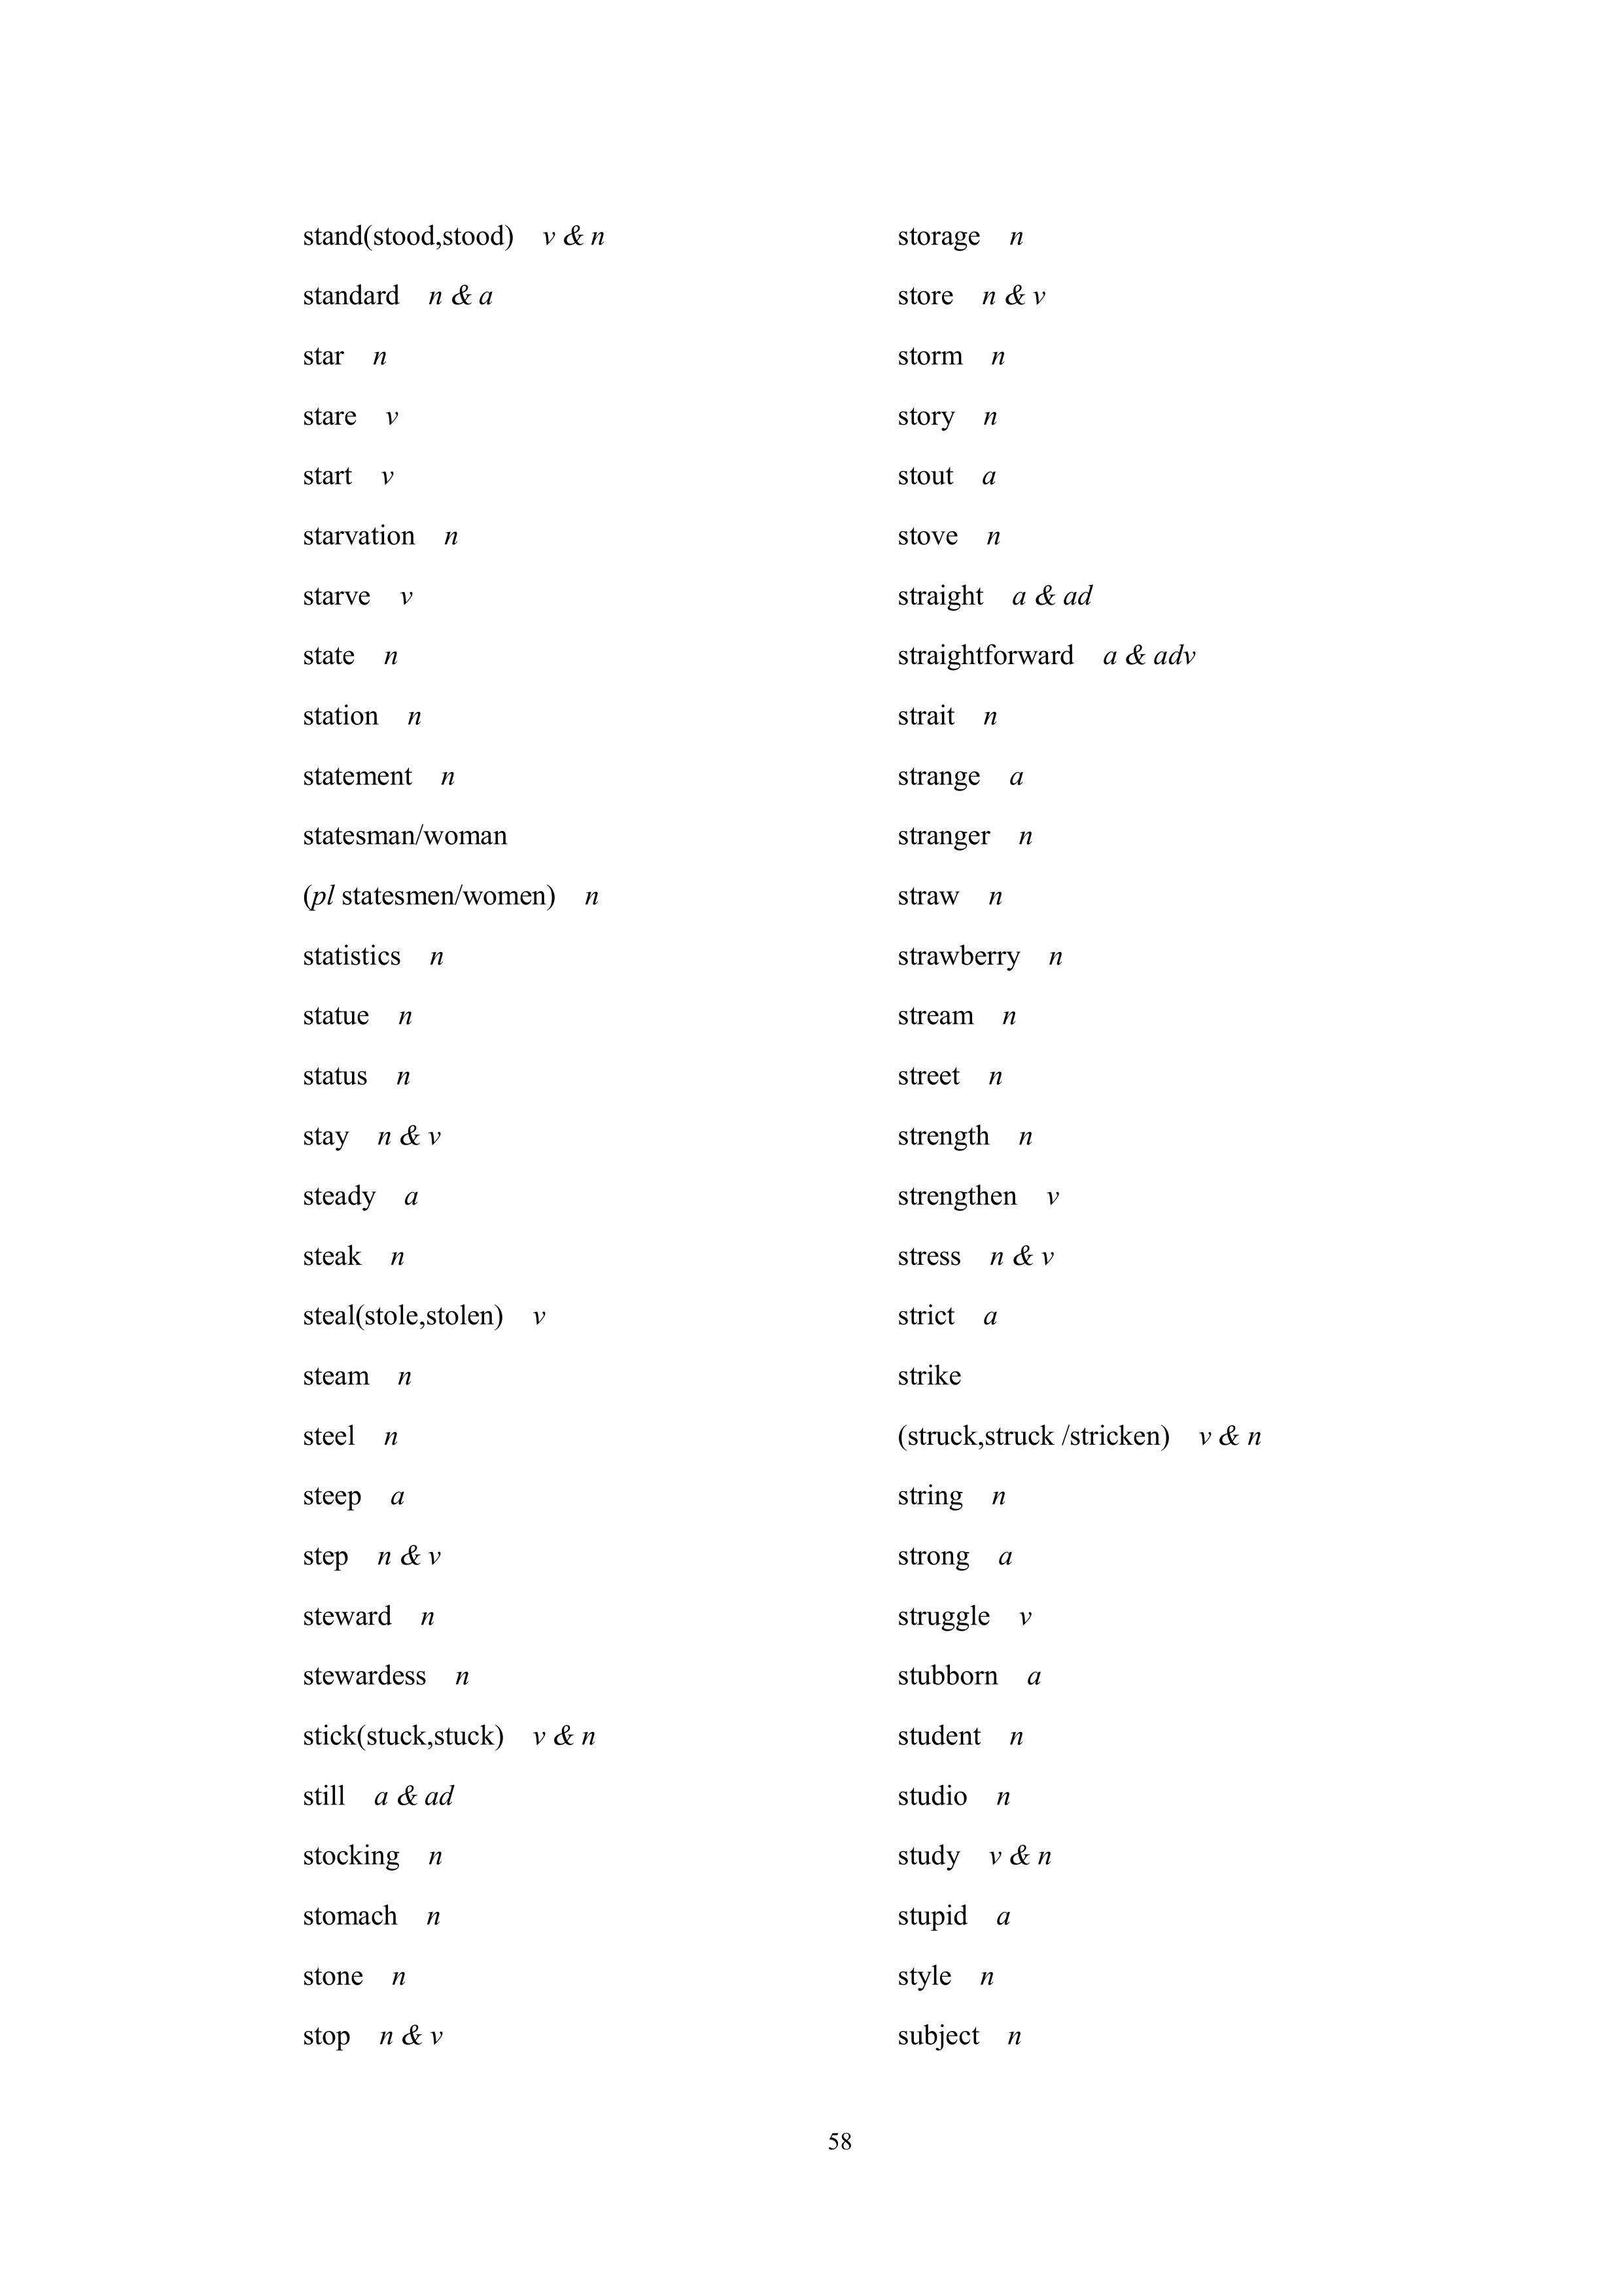 stand(stood,stood) v & n
standard n & a
star n
stare v
start v
starvation n
starve v
state n
station n
statement n
statesman/woman
(pl statesmen/women) n
statistics n
statue n
status n
stay n & v
steady a
steak n
steal(stole,stolen) v
steam n
steel n
steep a
step n & v
steward n
stewardess n
stick(stuck,stuck) v & n
still a & ad
stocking n
stomach n
stone n
stop n & v
storage n
store n & v
storm n
story n
stout a
stove n
straight a & ad
straightforward a & adv
strait n
strange a
stranger n
straw n
strawberry n
stream n
street n
strength n
strengthen v
stress n & v
strict a
strike
(struck,struck /stricken) v & n
string n
strong a
struggle v
stubborn a
student n
studio n
study v & n
stupid a
style n
subject n
58